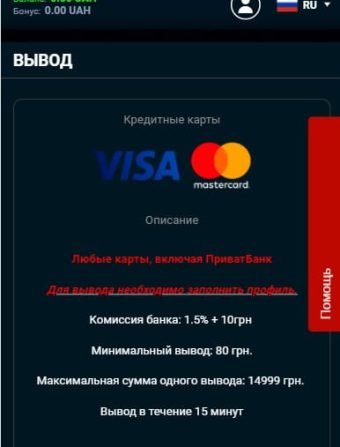 Бонус: 0.00 UAH
RU
ВЫВОД
Кредитные карты
VISA
mastercard
Описание
Любые карты, включая ПриватБанк
Для вывода необходимо заполнить профиль.
Комиссия банка: 1.5% + 10грн
Минимальный вывод: 80 грн.
Максимальная сумма одного вывода: 14999 грн.
Вывод в течение 15 минут
Помощь